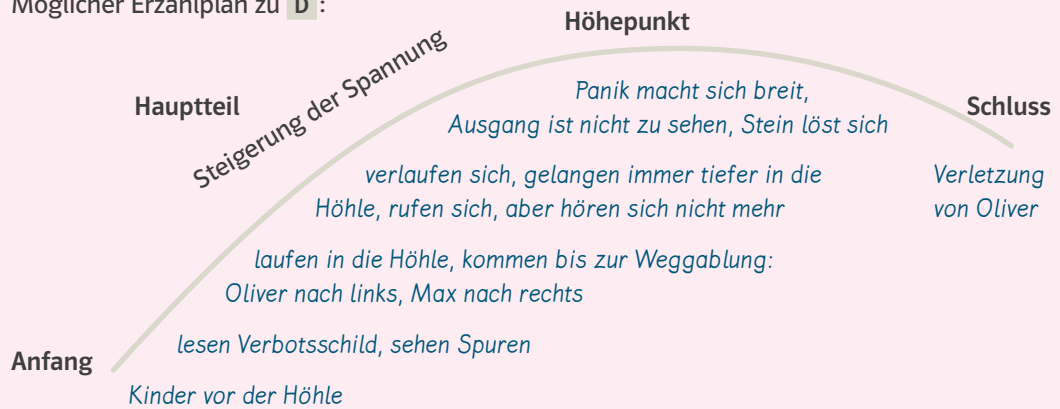 Möglicher Erzählplan zu D :
Höhepunkt
Hauptteil
Steigerung der Spannung
Schluss
Panik macht sich breit,
Ausgang ist nicht zu sehen, Stein löst sich
verlaufen sich, gelangen immer tiefer in die
Höhle, rufen sich, aber hören sich nicht mehr
Verletzung
von Oliver
laufen in die Höhle, kommen bis zur Weggablung:
Oliver nach links, Max nach rechts
lesen Verbotsschild, sehen Spuren
Anfang
Kinder vor der Höhle